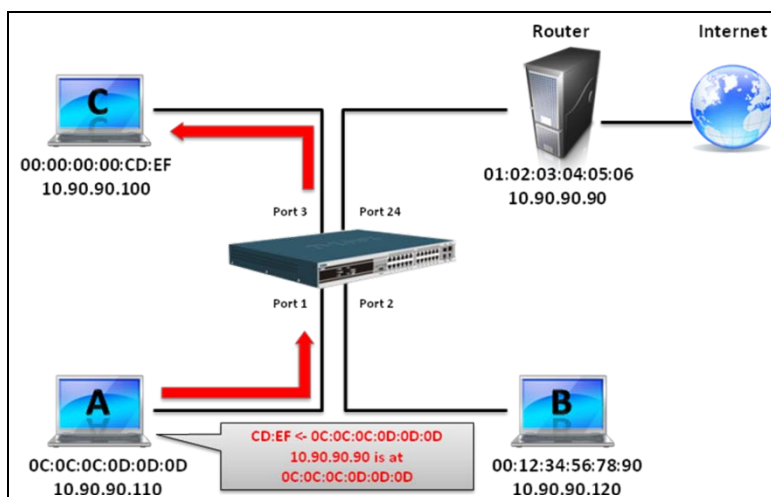 Router
Internet
C
00:00:00:00:CD:EF
10.90.90.100
01:02:03:04:05:06
10.90.90.90
Port 3
Port 24
D-Link
Port 1
Port 2
A
B
CD:EF <- 0C:0C:0C:0D:0D:0D
10.90.90.90 is at
0C:0C:0C:0D:0D:0D
0C:0C:0C:0D:0D:0D
10.90.90.110
00:12:34:56:78:90
10.90.90.120